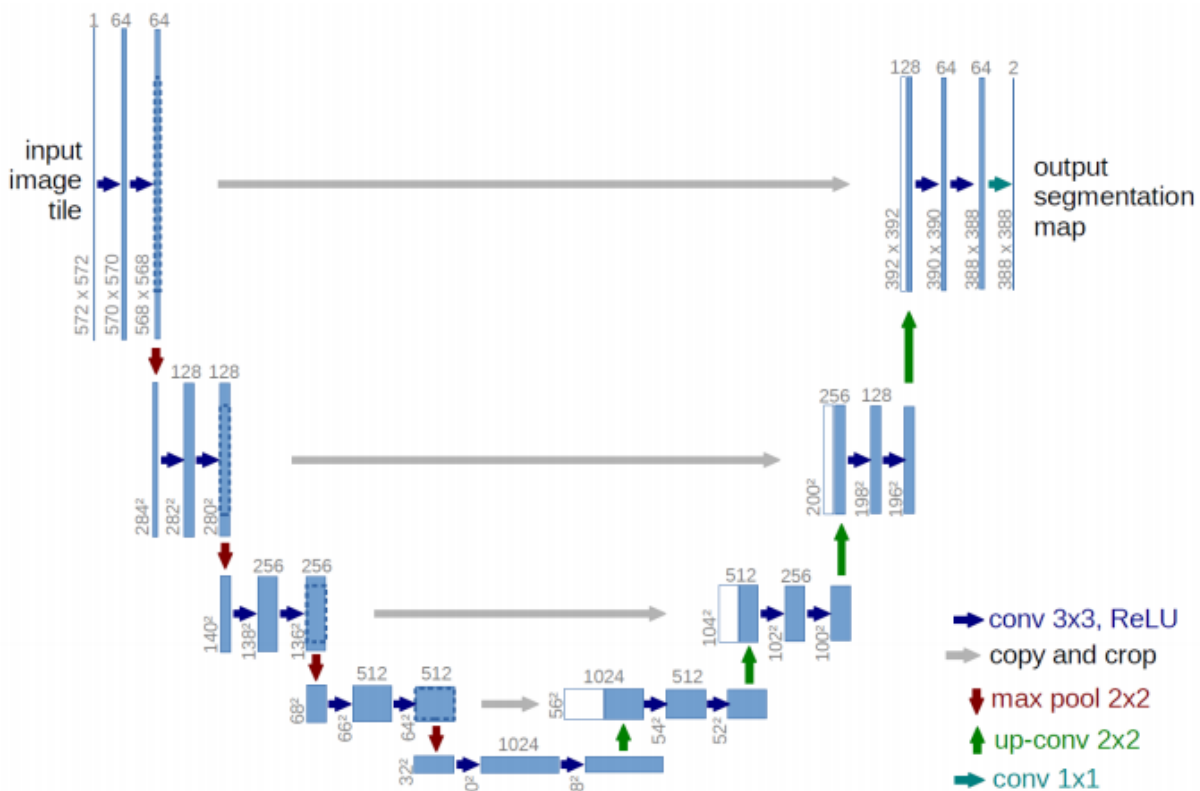 1 64 64
input
image
tile
572 x 572
570 x 570
568 x 568
128 64 64 2
output
segmentation
map
392 x 392
390 x 390
388 x 388
388 x 388
128 128
284²
282²
280²
256 128
200²
198²
196²
256 256
140²
138²
136²
512 256
104²
102²
100²
512 512
68²
66²
64²
1024 512
56²
54²
52²
1024
32²
conv 3x3, ReLU
copy and crop
max pool 2x2
up-conv 2x2
conv 1x1